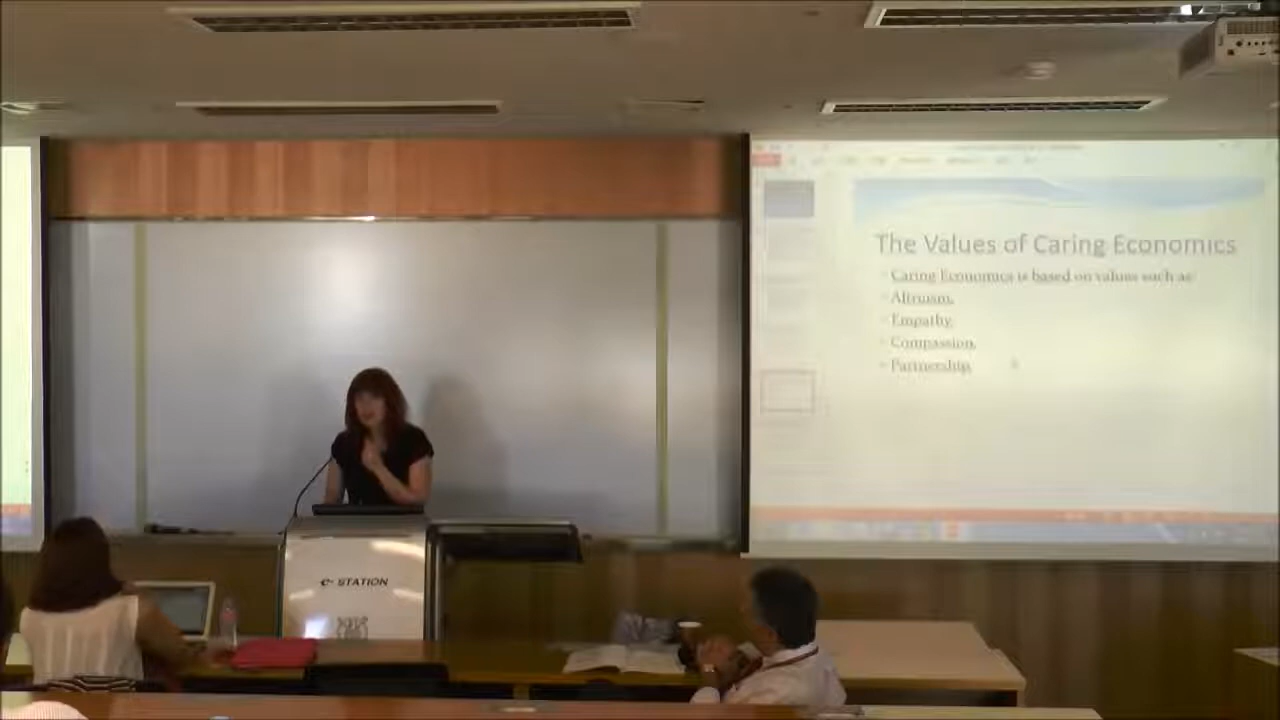 The Values of Caring Economics
Caring Economics is based on values such as
Altruism,
Empathy,
Compassion,
Partnership,
e- STATION